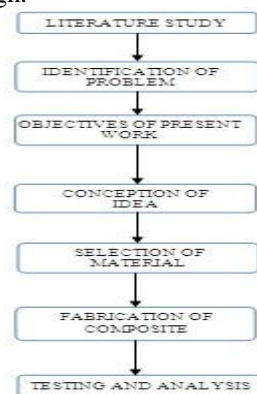 gn.
LITERATURE STUDY
IDENTIFICATION OF
PROBLEM
OBJECTIVES OF PRESENT
WORK
CONCEPTION OF
IDEA
SELECTION OF
MATERIAL
FABRICATION OF
COMPOSITE
TESTING AND ANALYSIS